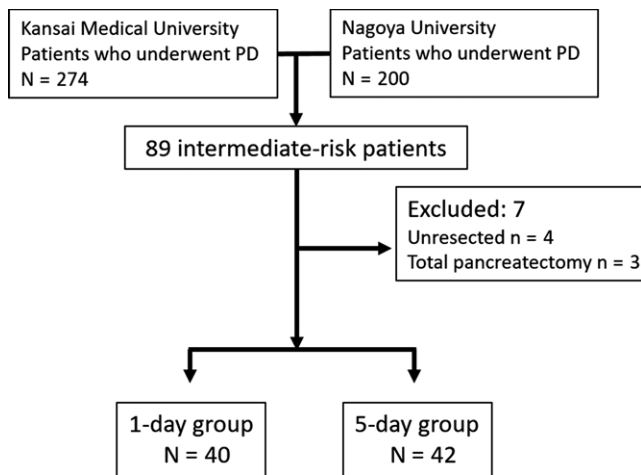 Kansai Medical University
Patients who underwent PD
N = 274
Nagoya University
Patients who underwent PD
N = 200
89 intermediate-risk patients
Excluded: 7
Unresected n = 4
Total pancreatectomy n = 3
1-day group
N = 40
5-day group
N = 42